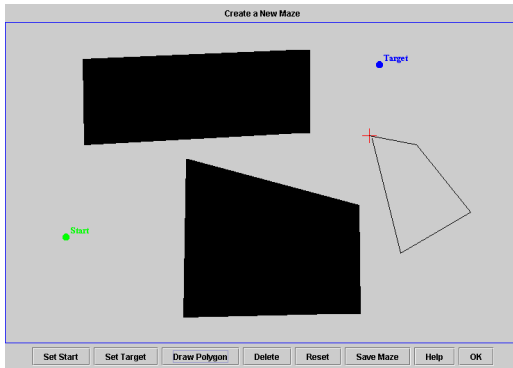 Create a New Maze
Target
Start
Set Start Set Target Draw Polygon Delete Reset Save Maze Help OK